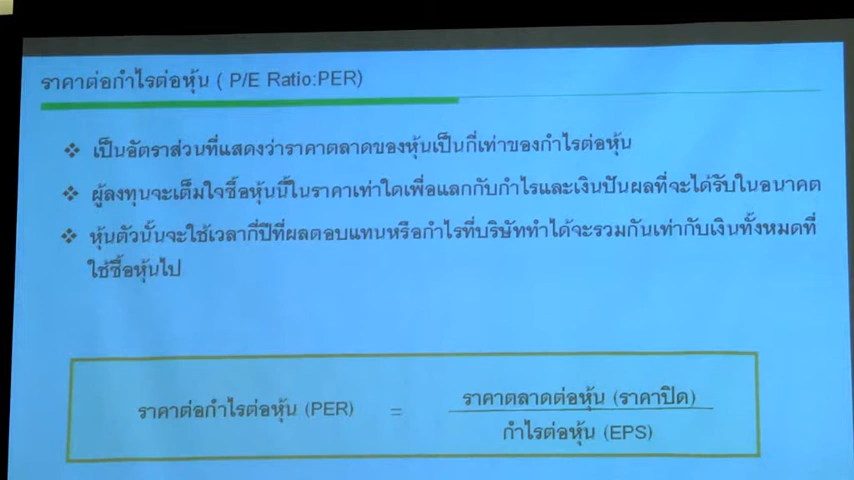 ราคาต่อกำไรต่อหุ้น ( P/E Ratio:PER)
❖ เป็นอัตราส่วนที่แสดงว่าราคาตลาดของหุ้นเป็นกี่เท่าของกำไรต่อหุ้น
❖ ผู้ลงทุนจะเต็มใจซื้อหุ้นนี้ในราคาเท่าใดเพื่อแลกกับกำไรและเงินปันผลที่จะได้รับในอนาคต
❖ หุ้นตัวนั้นจะใช้เวลากี่ปีที่ผลตอบแทนหรือกำไรที่บริษัททำได้จะรวมกันเท่ากับเงินทั้งหมดที่
ใช้ซื้อหุ้นไป
ราคาตลาดต่อหุ้น (ราคาปิด)
ราคาต่อกำไรต่อหุ้น (PER) =
กำไรต่อหุ้น (EPS)